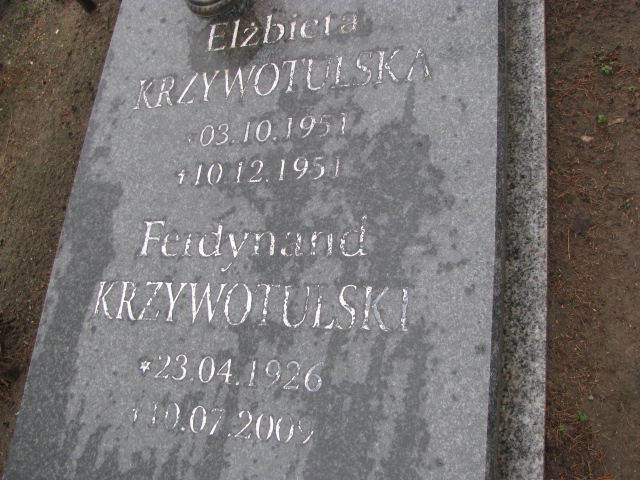 Elżbieta
KRZYWOTULSKA
*03.10.1951
†10.12.1951
Ferdynand
KRZYWOTULSKI
*23.04.1926
†10.07.2009